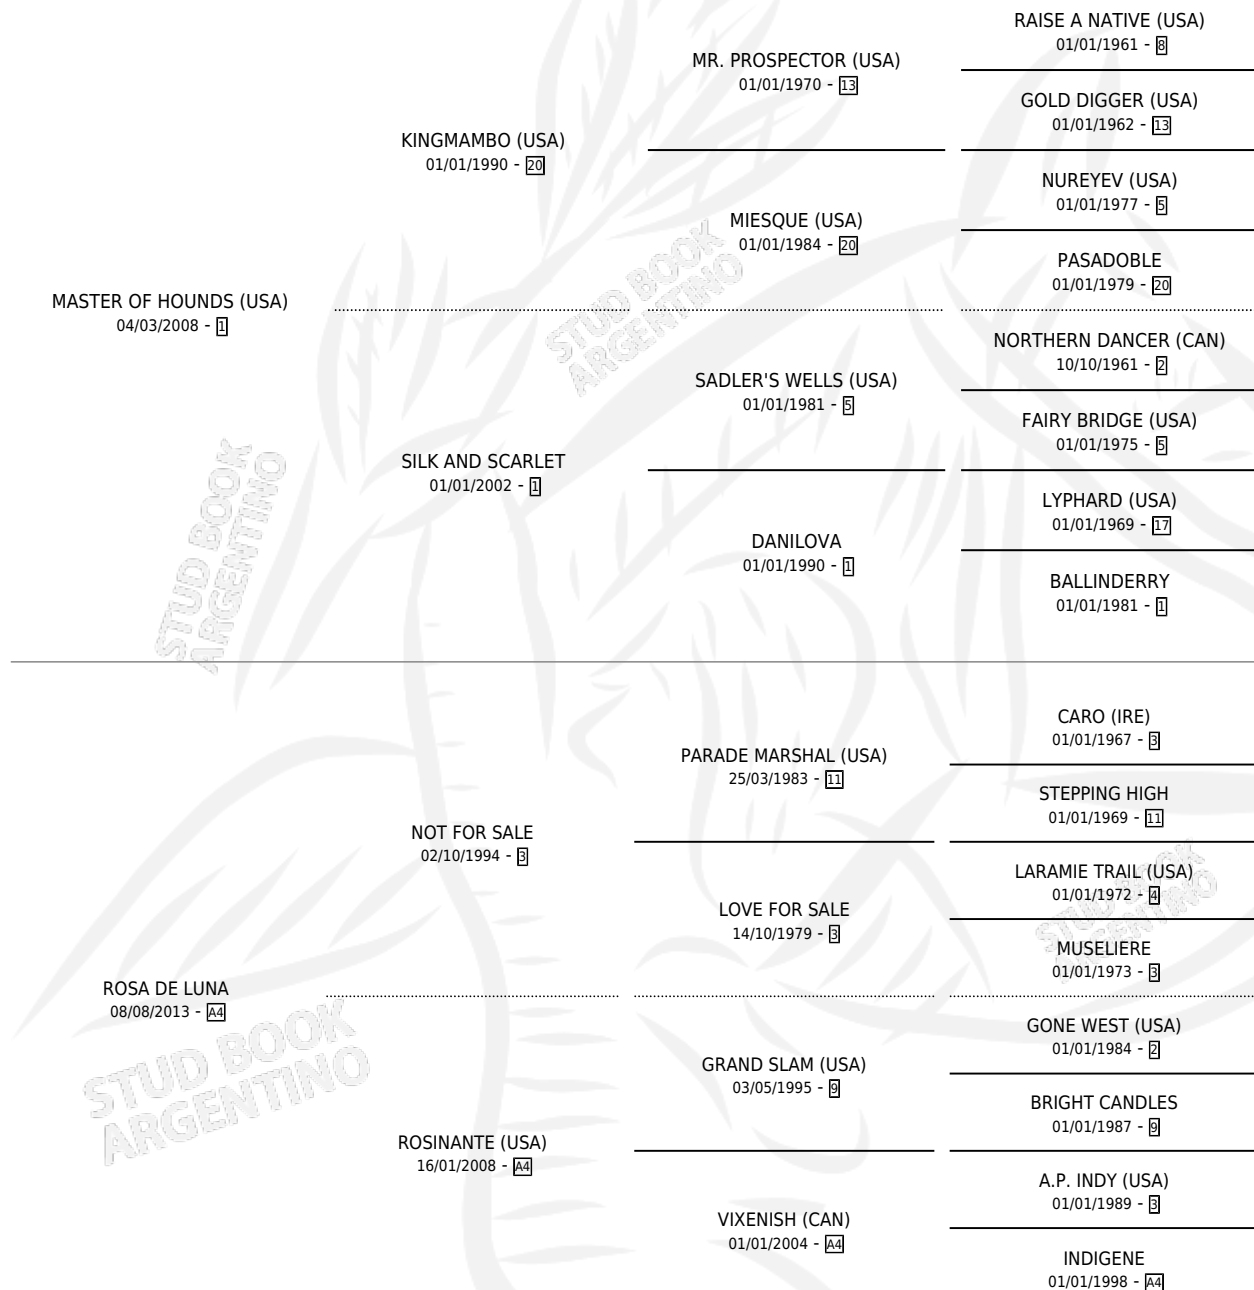 RAISE A NATIVE (USA)
01/01/1961 - 8
MR. PROSPECTOR (USA)
01/01/1970 - 13
GOLD DIGGER (USA)
01/01/1962 - 13
KINGMAMBO (USA)
01/01/1990 - 20
NUREYEV (USA)
01/01/1977 - 5
MIESQUE (USA)
01/01/1984 - 20
PASADOBLE
01/01/1979 - 20
MASTER OF HOUNDS (USA)
04/03/2008 - 1
NORTHERN DANCER (CAN)
10/10/1961 - 2
SADLER'S WELLS (USA)
01/01/1981 - 5
FAIRY BRIDGE (USA)
01/01/1975 - 5
SILK AND SCARLET
01/01/2002 - 1
LYPHARD (USA)
01/01/1969 - 17
DANILOVA
01/01/1990 - 1
BALLINDERRY
01/01/1981 - 1
CARO (IRE)
01/01/1967 - 3
PARADE MARSHAL (USA)
25/03/1983 - 11
STEPPING HIGH
01/01/1969 - 11
NOT FOR SALE
02/10/1994 - 3
LARAMIE TRAIL (USA)
01/01/1972 - 4
LOVE FOR SALE
14/10/1979 - 3
MUSELIERE
01/01/1973 - 3
ROSA DE LUNA
08/08/2013 - A4
GONE WEST (USA)
01/01/1984 - 2
GRAND SLAM (USA)
03/05/1995 - 9
BRIGHT CANDLES
01/01/1987 - 9
ROSINANTE (USA)
16/01/2008 - A4
A.P. INDY (USA)
01/01/1989 - 3
VIXENISH (CAN)
01/01/2004 - A4
INDIGENE
01/01/1998 - A4
STUD BOOK
ARGENTINO
STUD BOOK
ARGENTINO
STUD BOOK
ARGENTINO
STUD BOOK
ARGENTINO